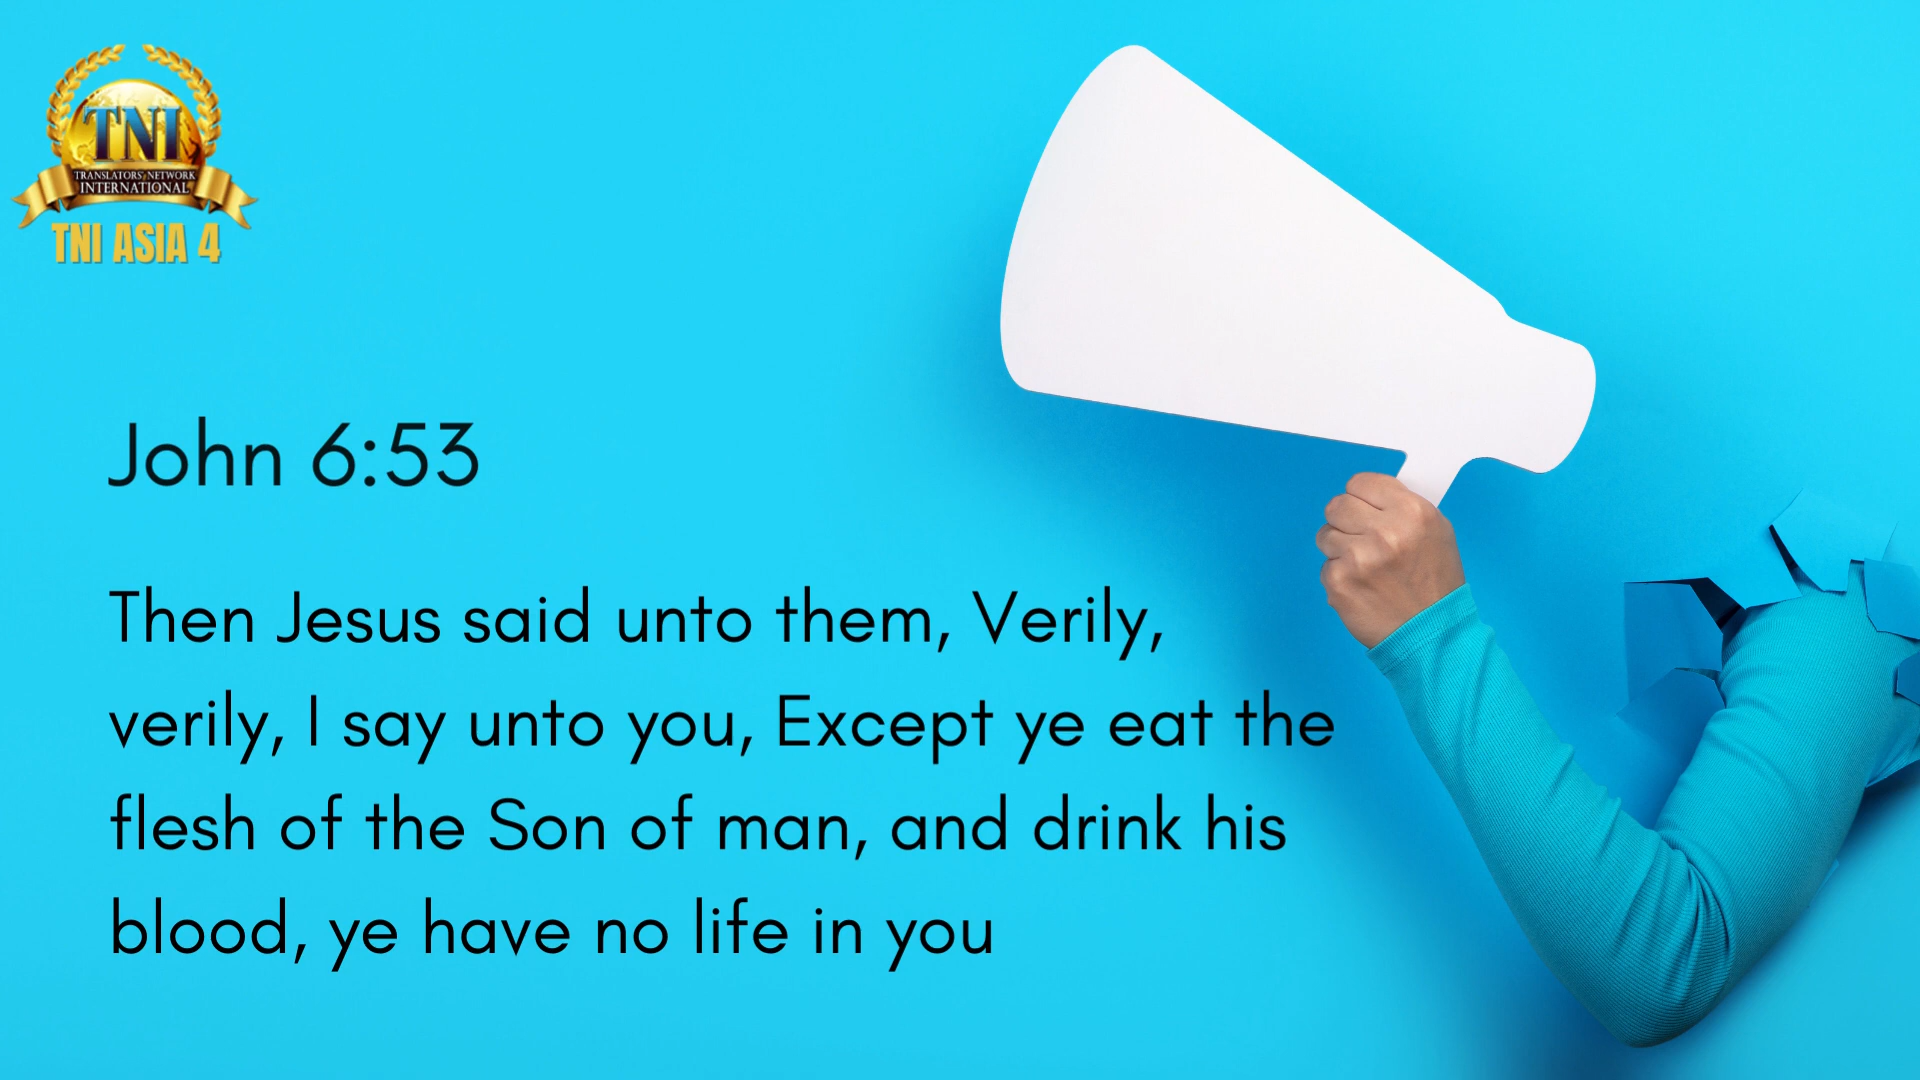 TNI
TRANSLATORS' NETWORK
INTERNATIONAL
TNI ASIA 4
John 6:53
Then Jesus said unto them, Verily,
verily, I say unto you, Except ye eat the
flesh of the Son of man, and drink his
blood, ye have no life in you